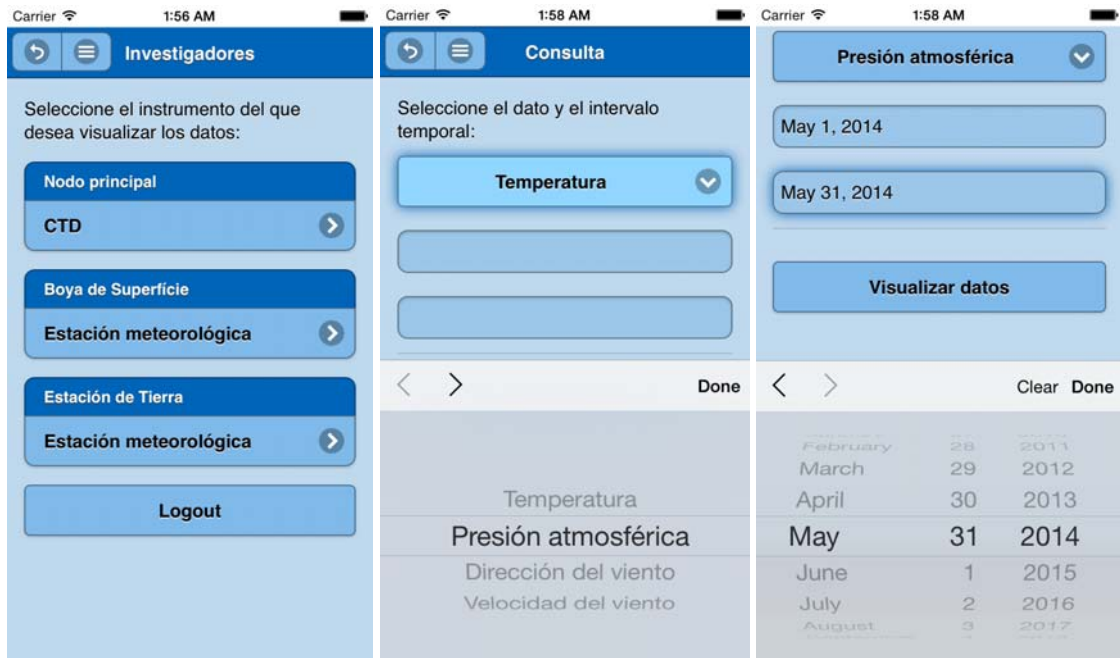 Carrier 1:56 AM
Investigadores
Seleccione el instrumento del que
desea visualizar los datos:
Nodo principal
CTD
Boya de Superfície
Estación meteorológica
Estación de Tierra
Estación meteorológica
Logout
Carrier 1:58 AM
Consulta
Seleccione el dato y el intervalo
temporal:
Temperatura
Done
Temperatura
Presión atmosférica
Dirección del viento
Velocidad del viento
Carrier 1:58 AM
Presión atmosférica
May 1, 2014
May 31, 2014
Visualizar datos
Clear Done
February 28 2011
March 29 2012
April 30 2013
May 31 2014
June 1 2015
July 2 2016
August 3 2017